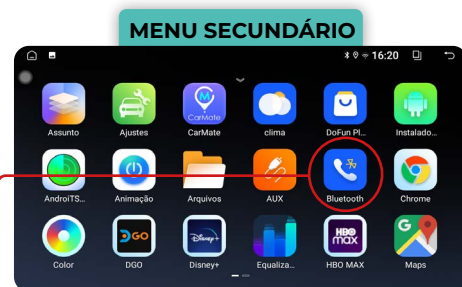 MENU SECUNDÁRIO
16:20
Assunto Ajustes CarMate clima DoFun Pl... Instalado...
AndroiTS... Animação Arquivos AUX Bluetooth Chrome
Color DGO Disney+ Equaliza... HBO MAX Maps
M
CarMate
GO
Disney+
HBO
max
G